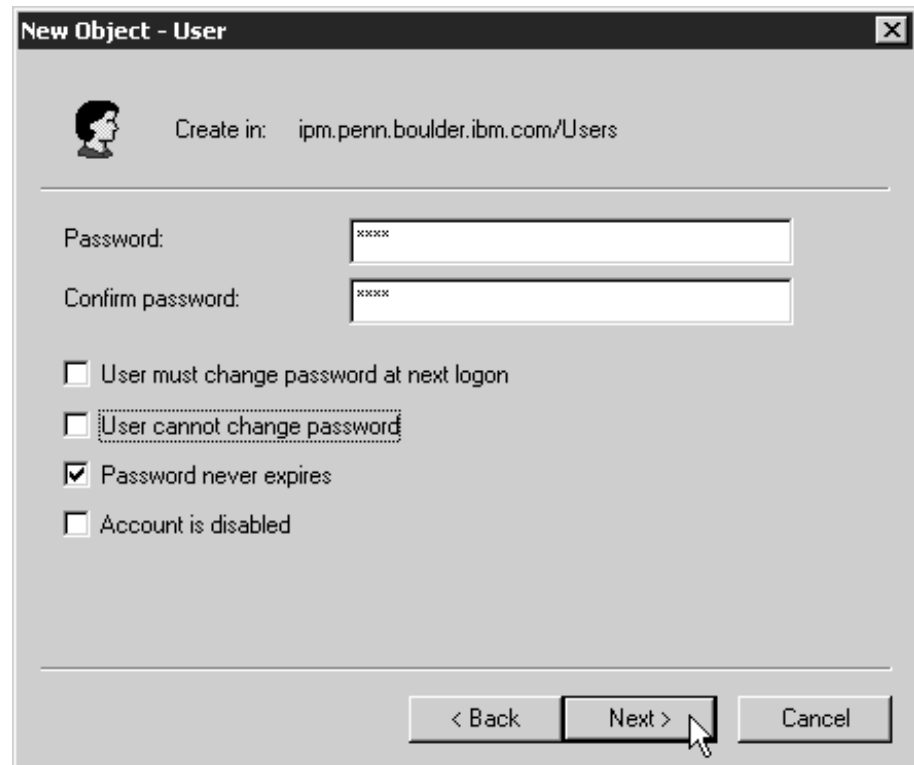 New Object - User
Create in: ipm.penn.boulder.ibm.com/Users
Password: ****
Confirm password: ****
User must change password at next logon
User cannot change password
Password never expires
Account is disabled
< Back Next > Cancel